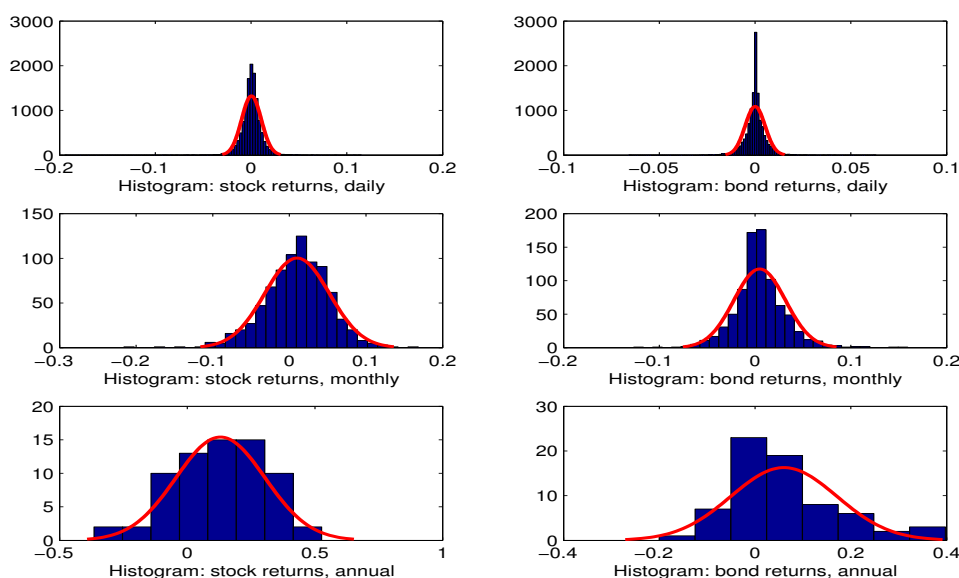 3000
2000
1000
0
−0.2 −0.1 0 0.1 0.2
Histogram: stock returns, daily
3000
2000
1000
0
−0.1 −0.05 0 0.05 0.1
Histogram: bond returns, daily
150
100
50
0
−0.3 −0.2 −0.1 0 0.1 0.2
Histogram: stock returns, monthly
200
150
100
50
0
−0.2 −0.1 0 0.1 0.2
Histogram: bond returns, monthly
20
15
10
5
0
−0.5 0 0.5 1
Histogram: stock returns, annual
30
20
10
0
−0.4 −0.2 0 0.2 0.4
Histogram: bond returns, annual